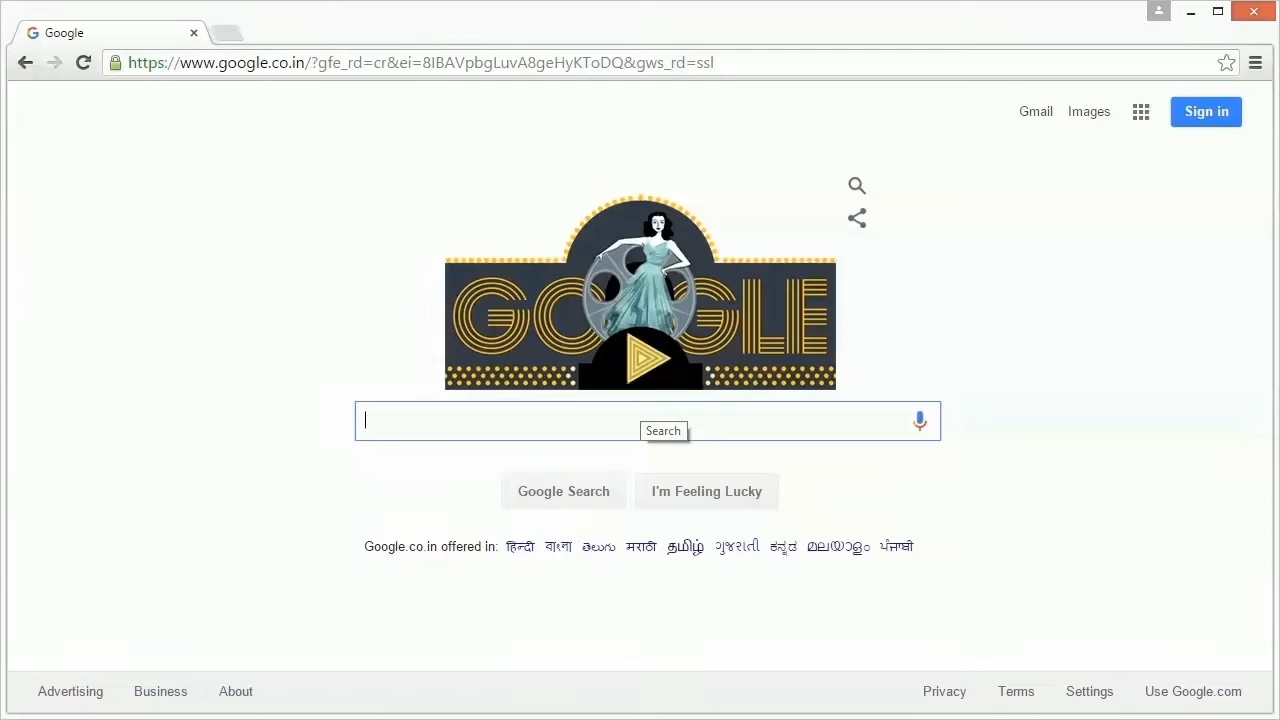 Google
https://www.google.co.in/?gfe_rd=cr&ei=8IBAVpbgLuvA8geHyKToDQ&gws_rd=ssl
Gmail Images Sign in
GOOGLE
Search
Google Search I'm Feeling Lucky
Google.co.in offered in: हिन्दी বাংলা తెలుగు मराठी தமிழ் ગુજરાતી ಕನ್ನಡ മലയാളം ਪੰਜਾਬੀ
Advertising Business About Privacy Terms Settings Use Google.com